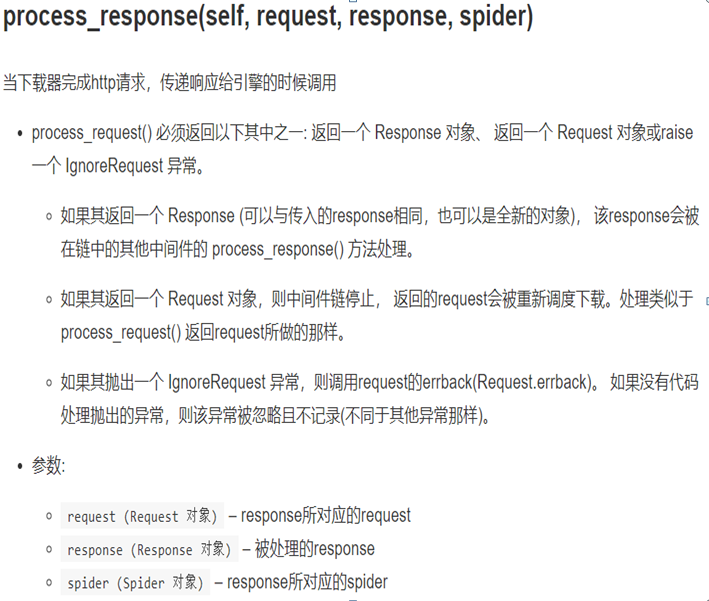 process_response(self, request, response, spider)
当下载器完成http请求，传递响应给引擎的时候调用
• process_request() 必须返回以下其中之一: 返回一个 Response 对象、 返回一个 Request 对象或raise
一个 IgnoreRequest 异常。
◦ 如果其返回一个 Response (可以与传入的response相同，也可以是全新的对象)， 该response会被
在链中的其他中间件的 process_response() 方法处理。
◦ 如果其返回一个 Request 对象，则中间件链停止， 返回的request会被重新调度下载。处理类似于
process_request() 返回request所做的那样。
◦ 如果其抛出一个 IgnoreRequest 异常，则调用request的errback(Request.errback)。 如果没有代码
处理抛出的异常，则该异常被忽略且不记录(不同于其他异常那样)。
• 参数:
◦ request (Request 对象) – response所对应的request
◦ response (Response 对象) – 被处理的response
◦ spider (Spider 对象) – response所对应的spider